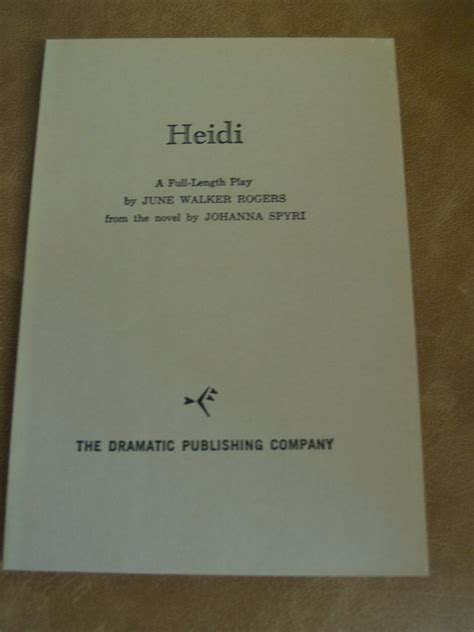 Heidi
A Full-Length Play
by JUNE WALKER ROGERS
from the novel by JOHANNA SPYRI
THE DRAMATIC PUBLISHING COMPANY